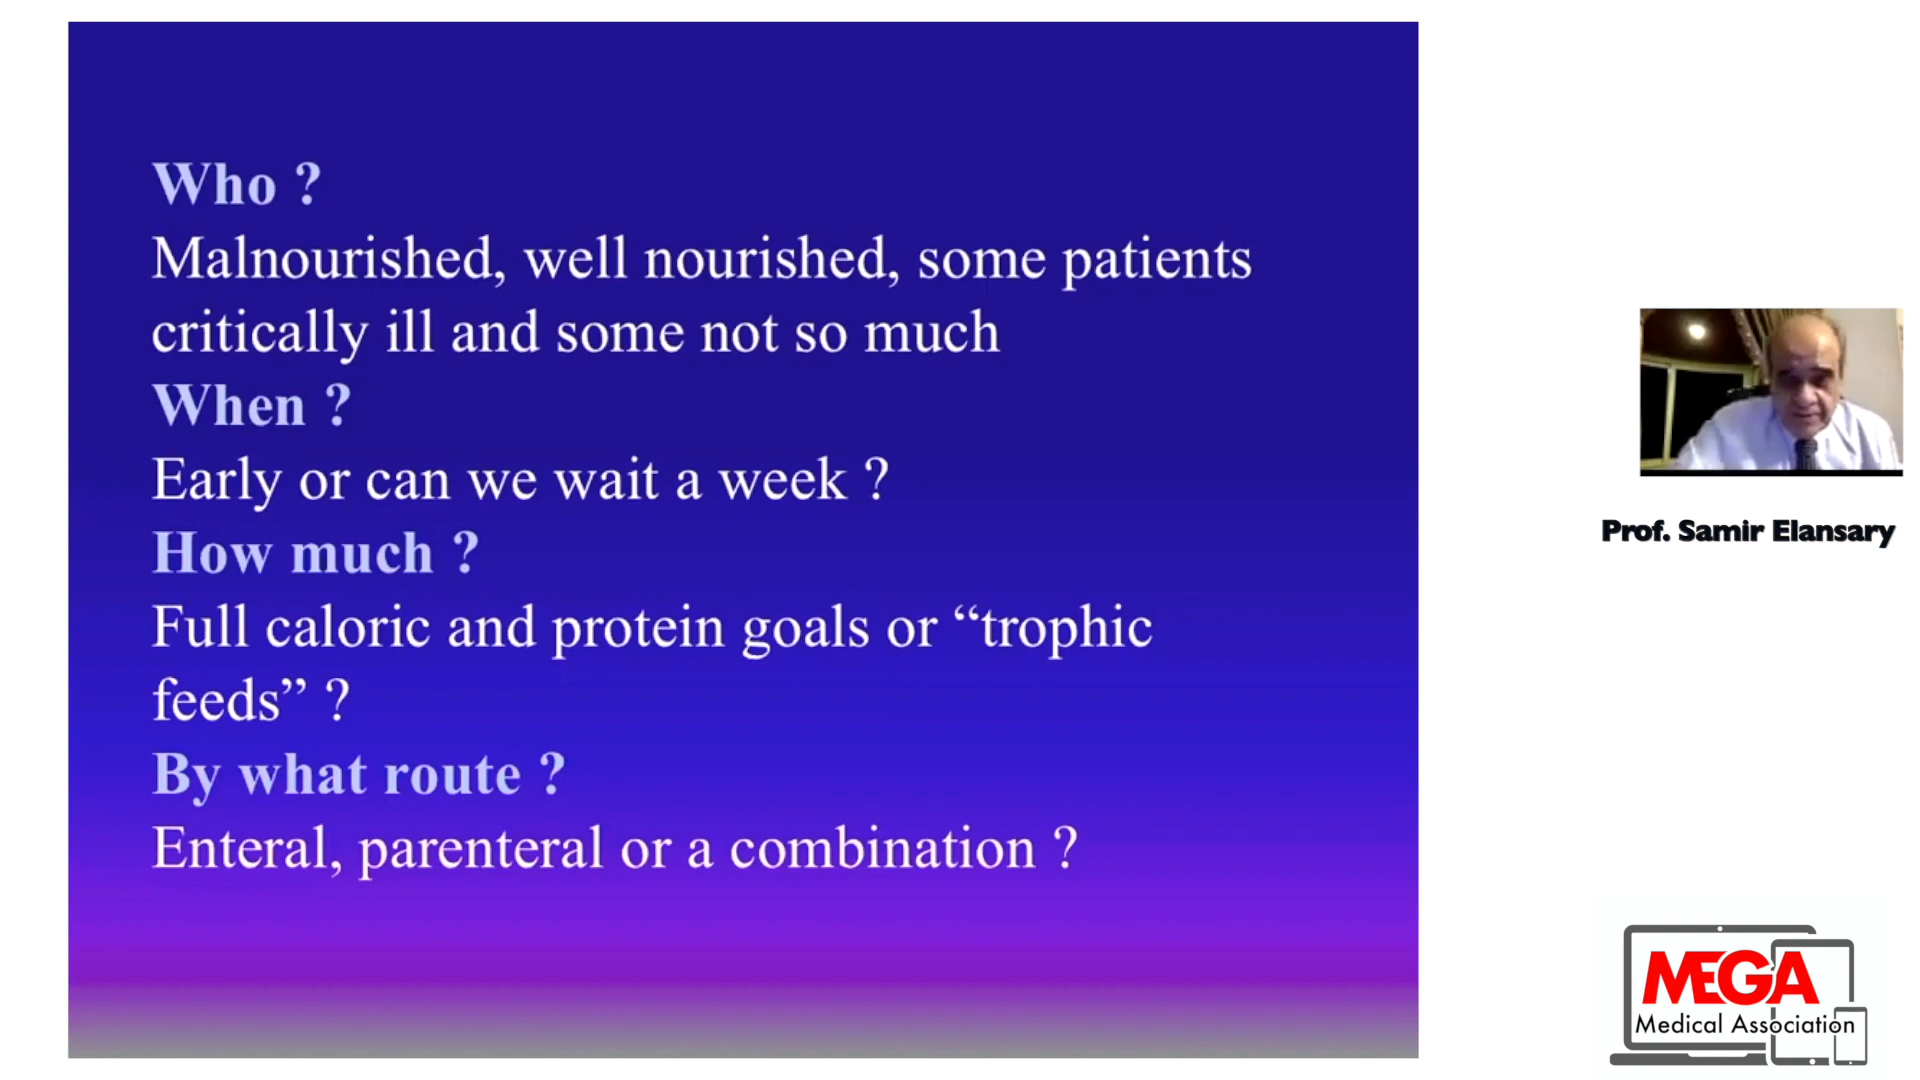 Who ?
Malnourished, well nourished, some patients
critically ill and some not so much
When ?
Early or can we wait a week ?
How much ?
Full caloric and protein goals or “trophic
feeds” ?
By what route ?
Enteral, parenteral or a combination ?
Prof. Samir Elansary
MEGA
Medical Association